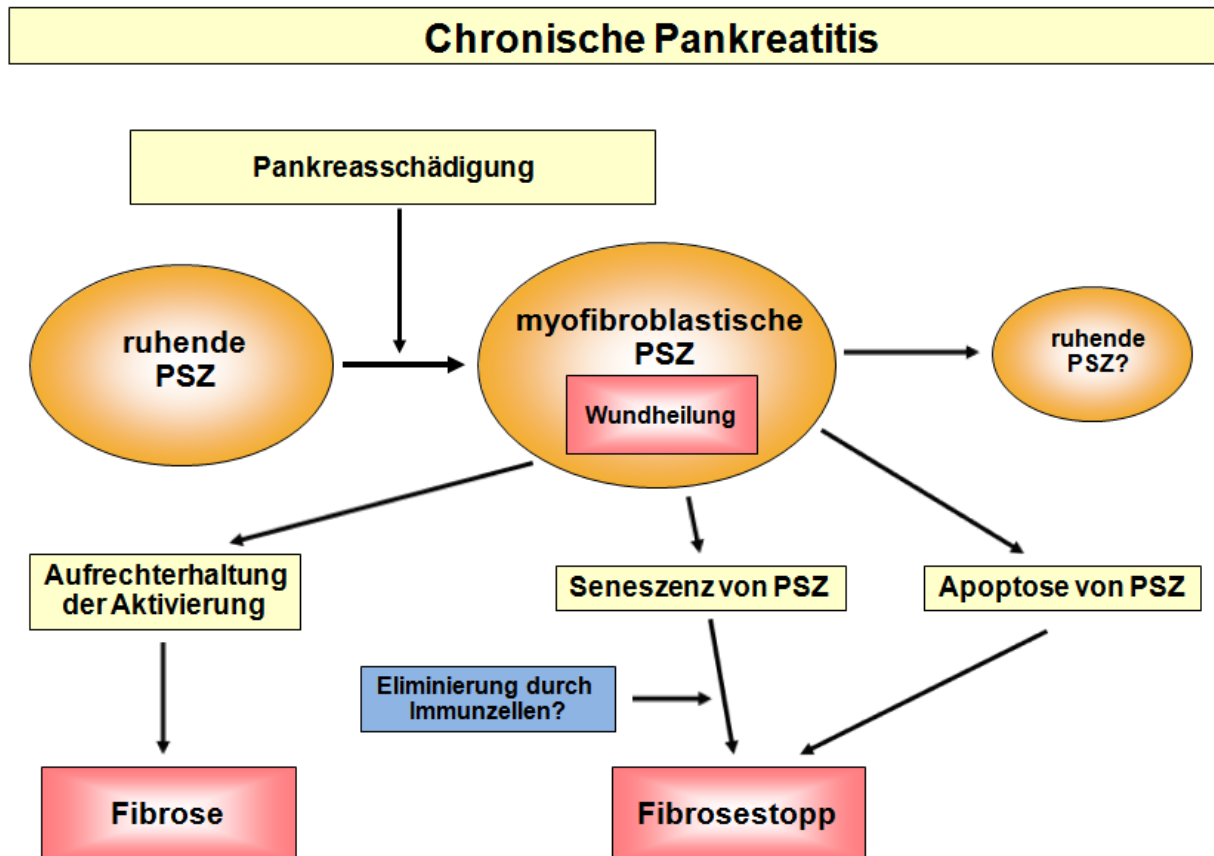 Chronische Pankreatitis
Pankreasschädigung
ruhende
PSZ
myofibroblastische
PSZ
Wundheilung
ruhende
PSZ?
Aufrechterhaltung
der Aktivierung
Seneszenz von PSZ
Apoptose von PSZ
Eliminierung durch
Immunzellen?
Fibrose
Fibrosestopp